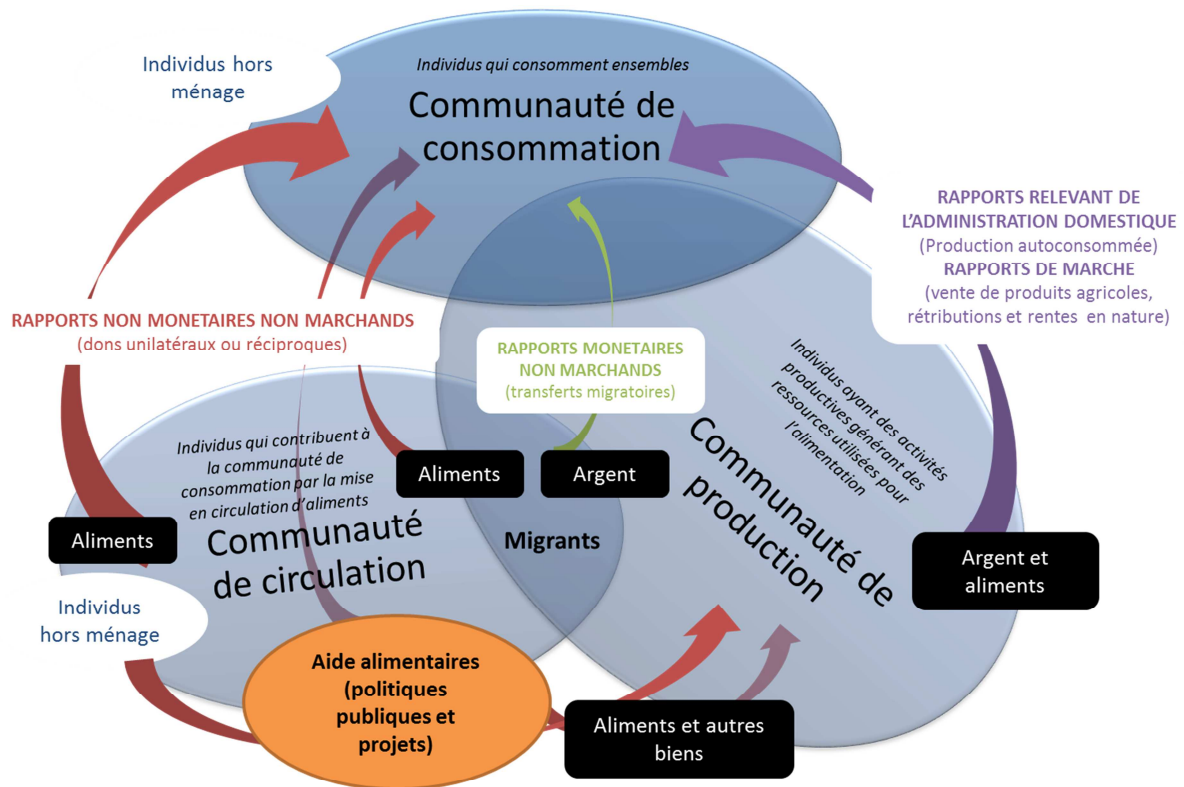 Individus hors
ménage
Individus qui consomment ensembles
Communauté de
consommation
RAPPORTS RELEVANT DE
L'ADMINISTRATION DOMESTIQUE
(Production autoconsommée)
RAPPORTS DE MARCHE
(vente de produits agricoles,
rétributions et rentes en nature)
RAPPORTS NON MONETAIRES NON MARCHANDS
(dons unilatéraux ou réciproques)
RAPPORTS MONETAIRES
NON MARCHANDS
(transferts migratoires)
Individus ayant des activités
productives générant des
ressources utilisées pour
l'alimentation
Communauté de
production
Individus qui contribuent à
la communauté de
consommation par la mise
en circulation d'aliments
Communauté
de circulation
Aliments
Argent
Aliments
Migrants
Argent et
aliments
Individus
hors ménage
Aide alimentaires
(politiques
publiques et
projets)
Aliments et autres
biens